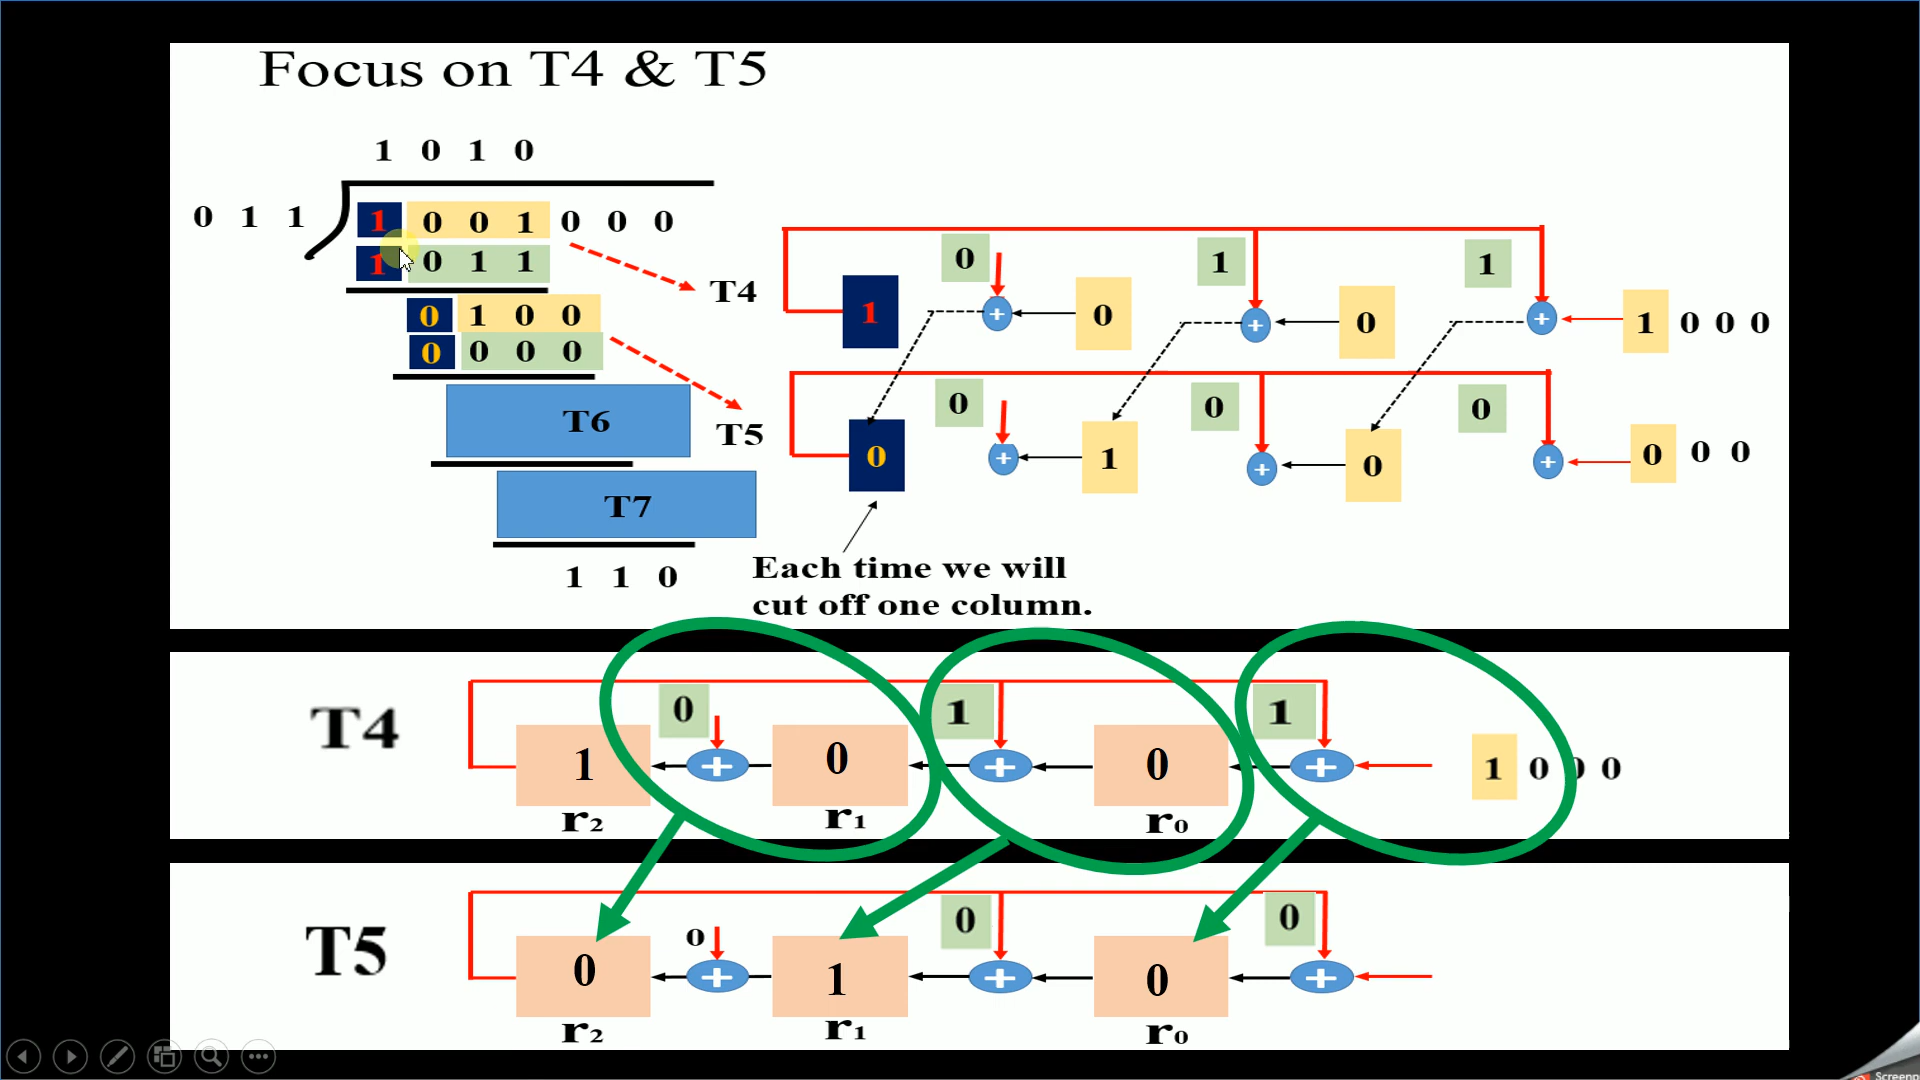 Focus on T4 & T5
1 0 1 0
0 1 1 1 0 0 1 0 0 0
1 0 1 1
0 1 0 0
0 0 0 0
T6
T7
1 1 0
T4
0 1 1
1 0 0 1 0 0 0
T5
0 0 0
0 1 0 0 0 0
Each time we will
cut off one column.
T4
0 1 1
1 0 0 1 0 0 0
r2 r1 r0
T5
0 0 0
0 1 0
r2 r1 r0